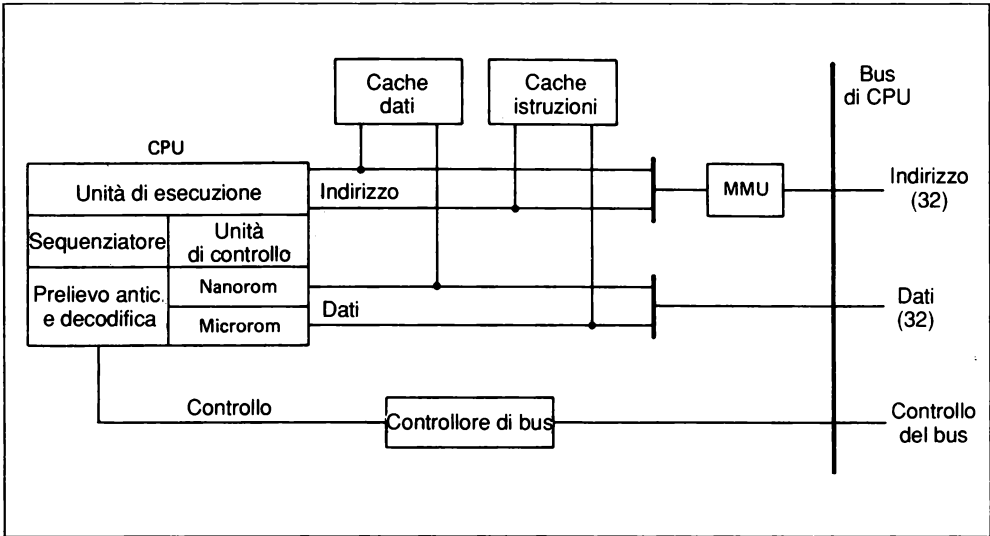 Cache
dati
Cache
istruzioni
Bus
di CPU
CPU
Unità di esecuzione
Indirizzo
MMU
Indirizzo
(32)
Sequenziatore
Unità
di controllo
Prelievo antic.
e decodifica
Nanorom
Microrom
Dati
Dati
(32)
Controllo
Controllore di bus
Controllo
del bus